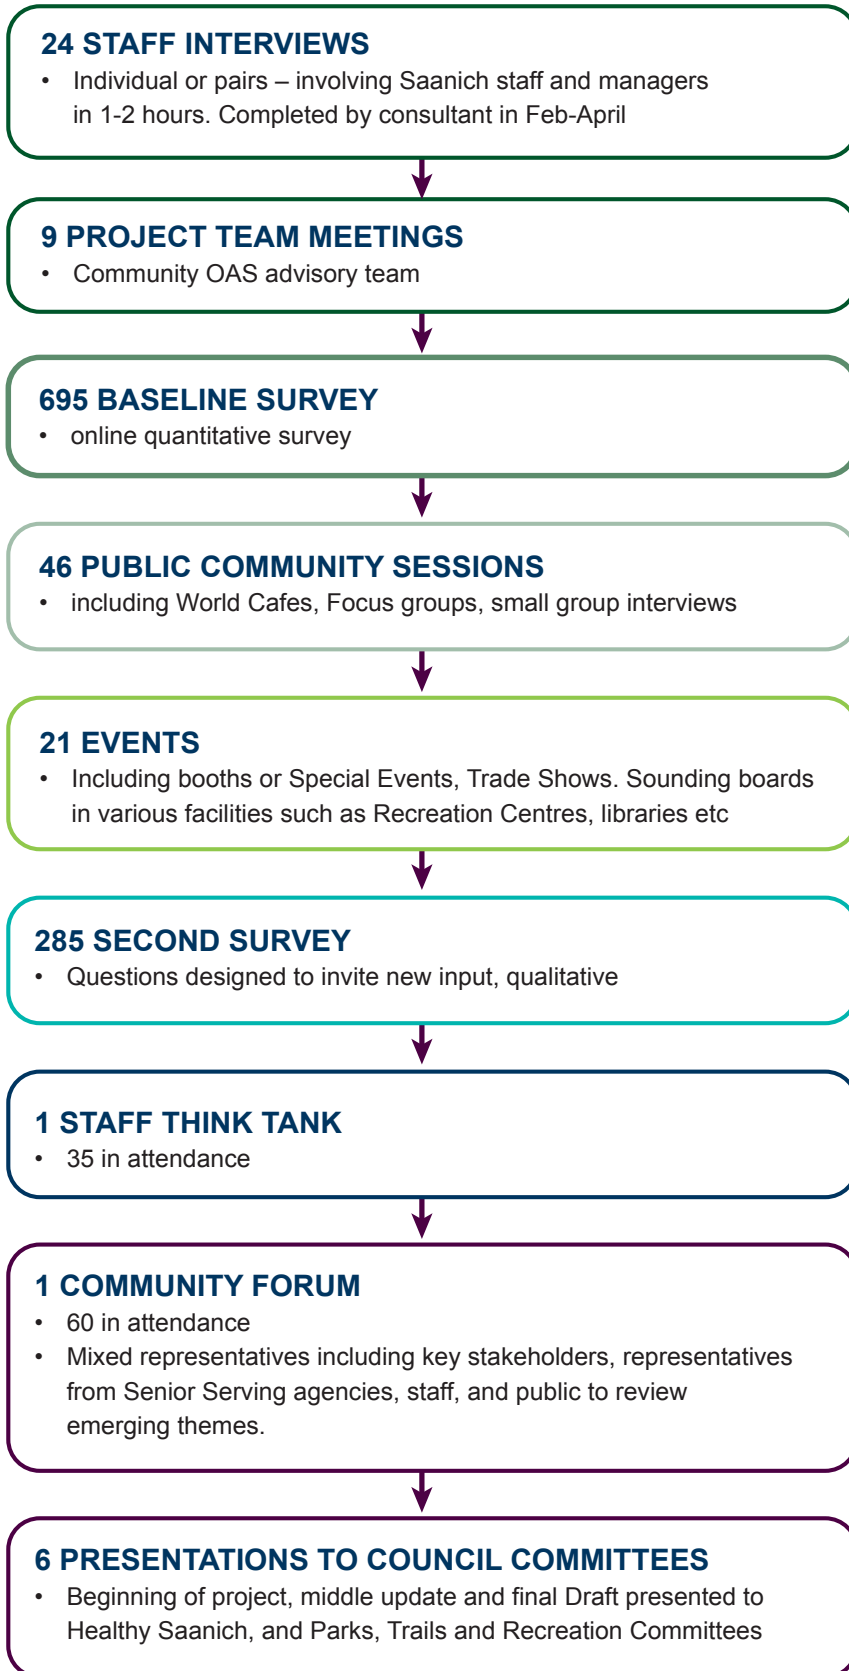 24 STAFF INTERVIEWS
• Individual or pairs – involving Saanich staff and managers
in 1-2 hours. Completed by consultant in Feb-April
9 PROJECT TEAM MEETINGS
• Community OAS advisory team
695 BASELINE SURVEY
• online quantitative survey
46 PUBLIC COMMUNITY SESSIONS
• including World Cafes, Focus groups, small group interviews
21 EVENTS
• Including booths or Special Events, Trade Shows. Sounding boards
in various facilities such as Recreation Centres, libraries etc
285 SECOND SURVEY
• Questions designed to invite new input, qualitative
1 STAFF THINK TANK
• 35 in attendance
1 COMMUNITY FORUM
• 60 in attendance
• Mixed representatives including key stakeholders, representatives
from Senior Serving agencies, staff, and public to review
emerging themes.
6 PRESENTATIONS TO COUNCIL COMMITTEES
• Beginning of project, middle update and final Draft presented to
Healthy Saanich, and Parks, Trails and Recreation Committees